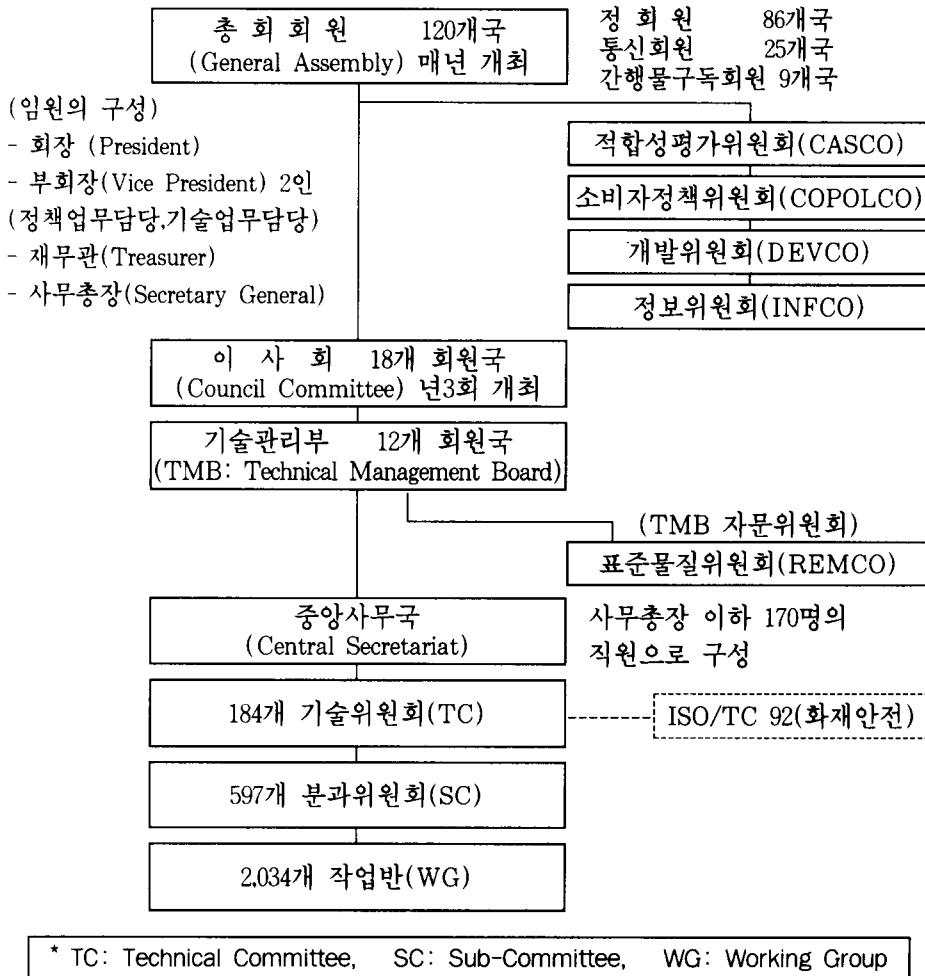 총 회 회 원 120개국
(General Assembly) 매년 개최
정 회 원 86개국
통신회원 25개국
간행물구독회원 9개국
(임원의 구성)
- 회장 (President)
- 부회장(Vice President) 2인
(정책업무담당,기술업무담당)
- 재무관(Treasurer)
- 사무총장(Secretary General)
적합성평가위원회(CASCO)
소비자정책위원회(COPOLCO)
개발위원회(DEVCO)
정보위원회(INFCO)
이 사 회 18개 회원국
(Council Committee) 년3회 개최
기술관리부 12개 회원국
(TMB: Technical Management Board)
(TMB 자문위원회)
표준물질위원회(REMCO)
중앙사무국
(Central Secretariat)
사무총장 이하 170명의
직원으로 구성
184개 기술위원회(TC)
ISO/TC 92(화재안전)
597개 분과위원회(SC)
2,034개 작업반(WG)
* TC: Technical Committee, SC: Sub-Committee, WG: Working Group